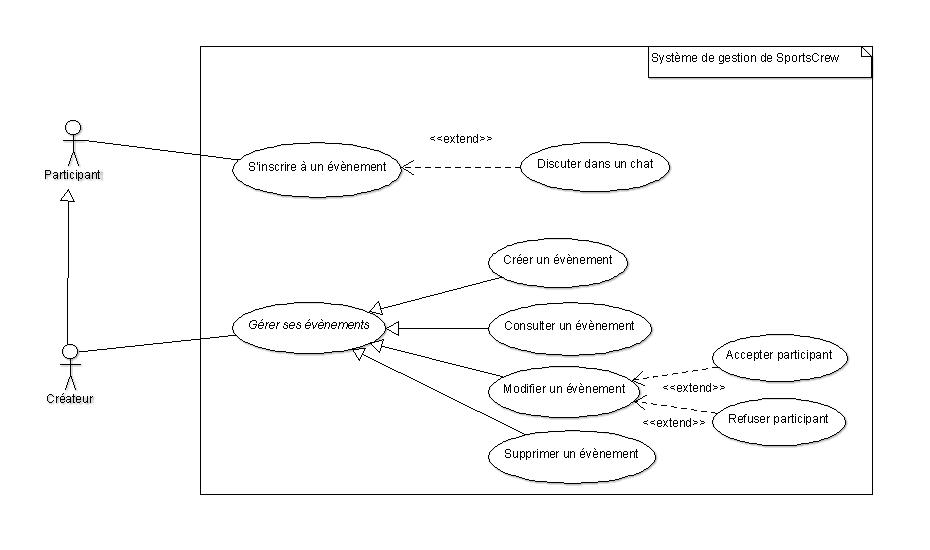 Système de gestion de SportsCrew
Participant
S'inscrire à un évènement
<<extend>>
Discuter dans un chat
Créer un évènement
Gérer ses évènements
Consulter un évènement
Créateur
Modifier un évènement
Accepter participant
<<extend>>
Refuser participant
<<extend>>
Supprimer un évènement